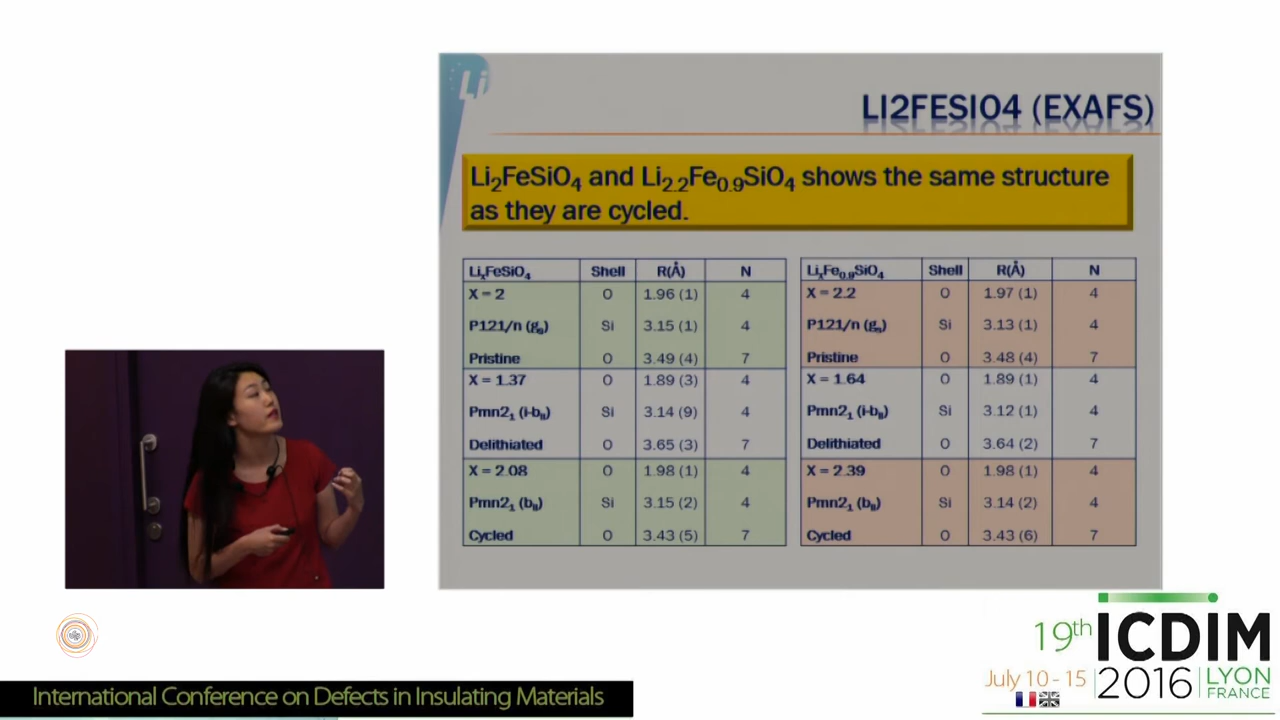 Li
LI2FESIO4 (EXAFS)
Li₂FeSiO₄ and Li₂.₂Fe₀.₉SiO₄ shows the same structure
as they are cycled.
LiₓFeSiO₄ Shell R(Å) N
X = 2 O 1.96 (1) 4
P121/n (gₛ) Si 3.15 (1) 4
Pristine O 3.49 (4) 7
X = 1.37 O 1.89 (3) 4
Pmn2₁ (i-b_II) Si 3.14 (9) 4
Delithiated O 3.65 (3) 7
X = 2.08 O 1.98 (1) 4
Pmn2₁ (b_II) Si 3.15 (2) 4
Cycled O 3.43 (5) 7
LiₓFe₀.₉SiO₄ Shell R(Å) N
X = 2.2 O 1.97 (1) 4
P121/n (gₛ) Si 3.13 (1) 4
Pristine O 3.48 (4) 7
X = 1.64 O 1.89 (1) 4
Pmn2₁ (i-b_II) Si 3.12 (1) 4
Delithiated O 3.64 (2) 7
X = 2.39 O 1.98 (1) 4
Pmn2₁ (b_II) Si 3.14 (2) 4
Cycled O 3.43 (6) 7
19th ICDIM
July 10 - 15 2016 LYON
FRANCE
International Conference on Defects in Insulating Materials